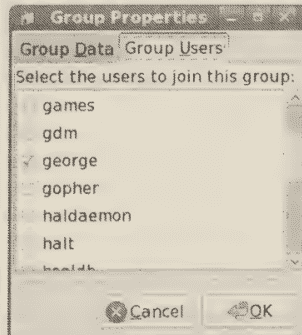 Group Properties
Group Data Group Users
Select the users to join this group:
games
gdm
george
gopher
haldaemon
halt
Cancel OK